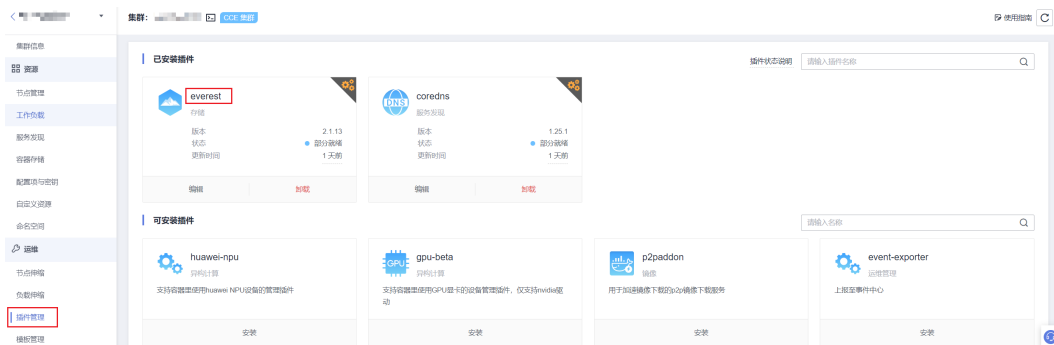 集群： CCE 集群
使用指南
集群信息
资源
节点管理
工作负载
服务发现
容器存储
配置项与密钥
自定义资源
命名空间
运维
节点伸缩
负载伸缩
插件管理
模板管理
已安装插件
插件状态说明 请输入插件名称
everest
存储
版本 2.1.13
状态 部分就绪
更新时间 1 天前
编辑 卸载
coredns
服务发现
版本 1.25.1
状态 部分就绪
更新时间 1 天前
编辑 卸载
可安装插件
请输入名称
huawei-npu
异构计算
支持容器里使用huawei NPU设备的管理插件
安装
gpu-beta
异构计算
支持容器里使用GPU显卡的设备管理插件，仅支持nvidia驱
动
安装
p2paddon
镜像
用于加速镜像下载的p2p镜像下载服务
安装
event-exporter
运维管理
上报至事件中心
安装